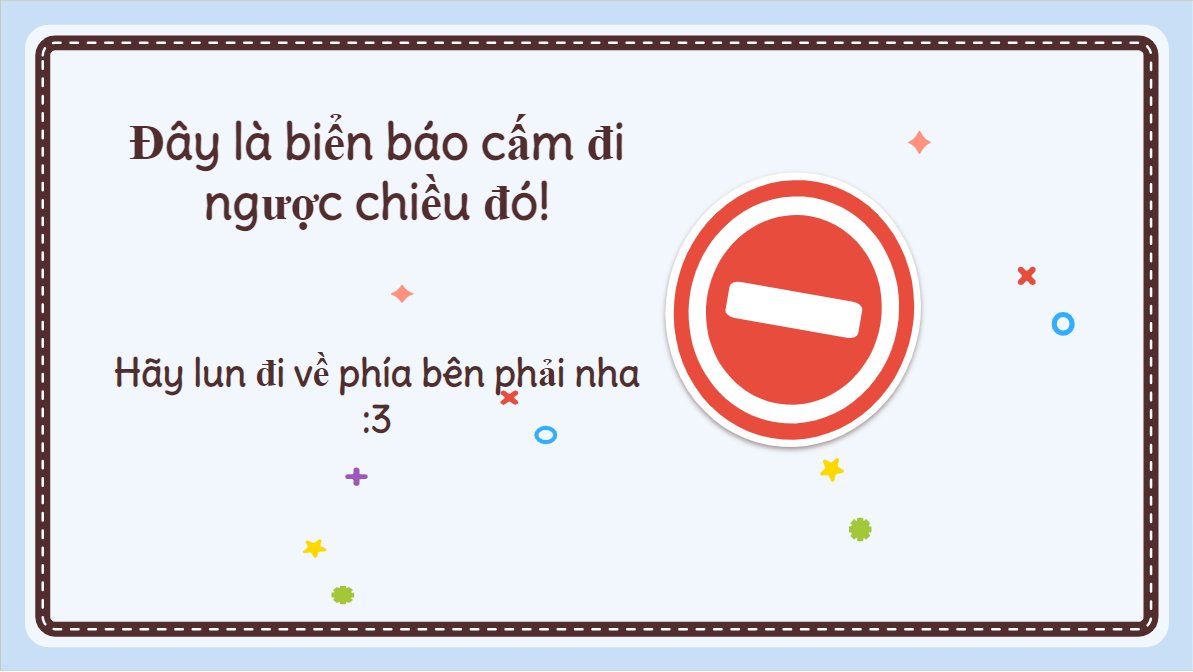 Đây là biển báo cấm đi
ngược chiều đó!
Hãy lun đi về phía bên phải nha
:3